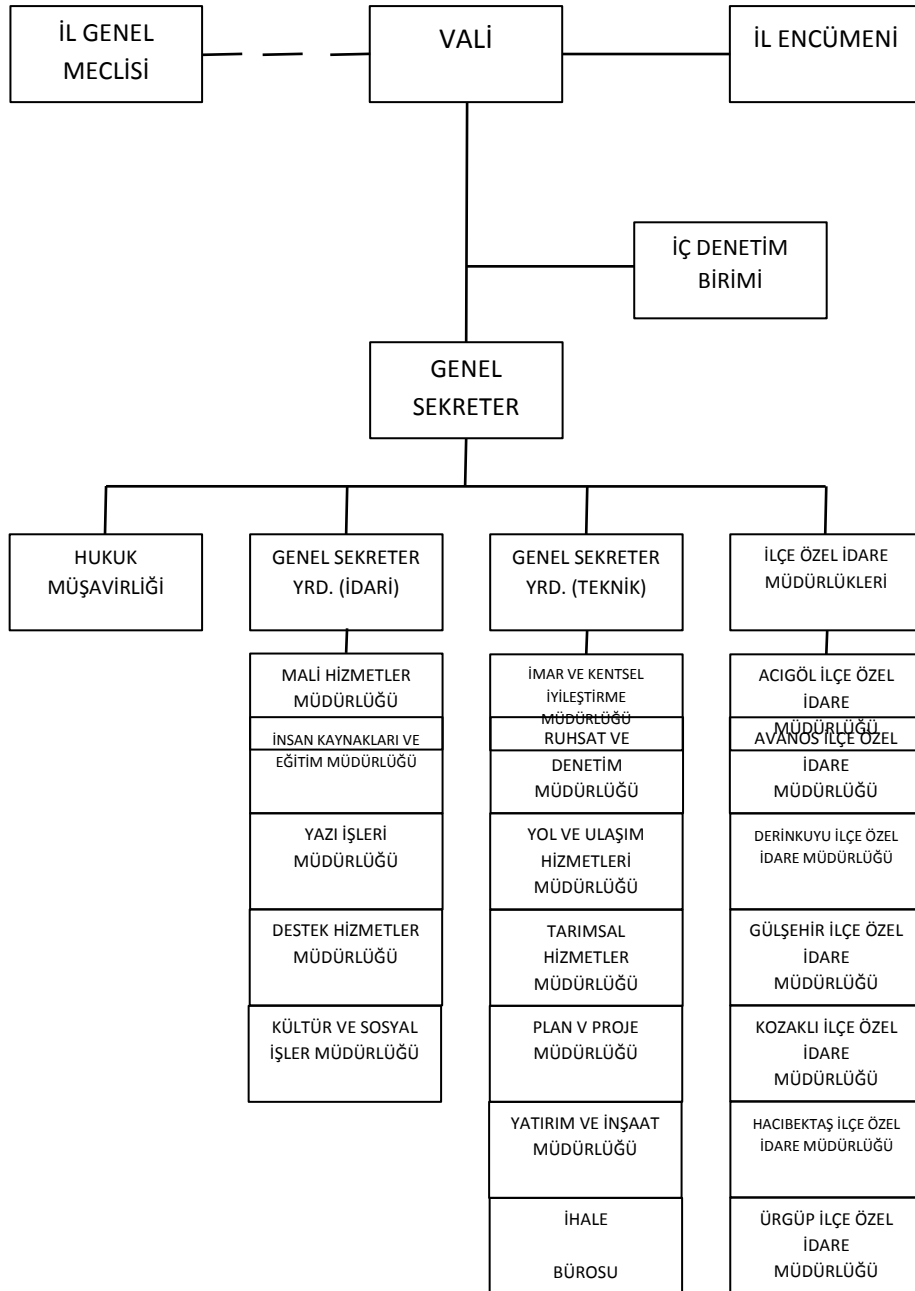 İL GENEL
MECLİSİ
VALİ
İL ENCÜMENİ
İÇ DENETİM
BİRİMİ
GENEL
SEKRETER
HUKUK
MÜŞAVİRLİĞİ
GENEL SEKRETER
YRD. (İDARİ)
GENEL SEKRETER
YRD. (TEKNİK)
İLÇE ÖZEL İDARE
MÜDÜRLÜKLERİ
MALİ HİZMETLER
MÜDÜRLÜĞÜ
İNSAN KAYNAKLARI VE
EĞİTİM MÜDÜRLÜĞÜ
YAZI İŞLERİ
MÜDÜRLÜĞÜ
DESTEK HİZMETLER
MÜDÜRLÜĞÜ
KÜLTÜR VE SOSYAL
İŞLER MÜDÜRLÜĞÜ
İMAR VE KENTSEL
İYİLEŞTİRME
MÜDÜRLÜĞÜ
RUHSAT VE
DENETİM
MÜDÜRLÜĞÜ
YOL VE ULAŞIM
HİZMETLERİ
MÜDÜRLÜĞÜ
TARIMSAL
HİZMETLER
MÜDÜRLÜĞÜ
PLAN V PROJE
MÜDÜRLÜĞÜ
YATIRIM VE İNŞAAT
MÜDÜRLÜĞÜ
İHALE
BÜROSU
ACIGÖL İLÇE ÖZEL
İDARE
MÜDÜRLÜĞÜ
AVANOS İLÇE ÖZEL
İDARE
MÜDÜRLÜĞÜ
DERİNKUYU İLÇE ÖZEL
İDARE MÜDÜRLÜĞÜ
GÜLŞEHİR İLÇE ÖZEL
İDARE
MÜDÜRLÜĞÜ
KOZAKLI İLÇE ÖZEL
İDARE
MÜDÜRLÜĞÜ
HACIBEKTAŞ İLÇE ÖZEL
İDARE MÜDÜRLÜĞÜ
ÜRGÜP İLÇE ÖZEL
İDARE
MÜDÜRLÜĞÜ